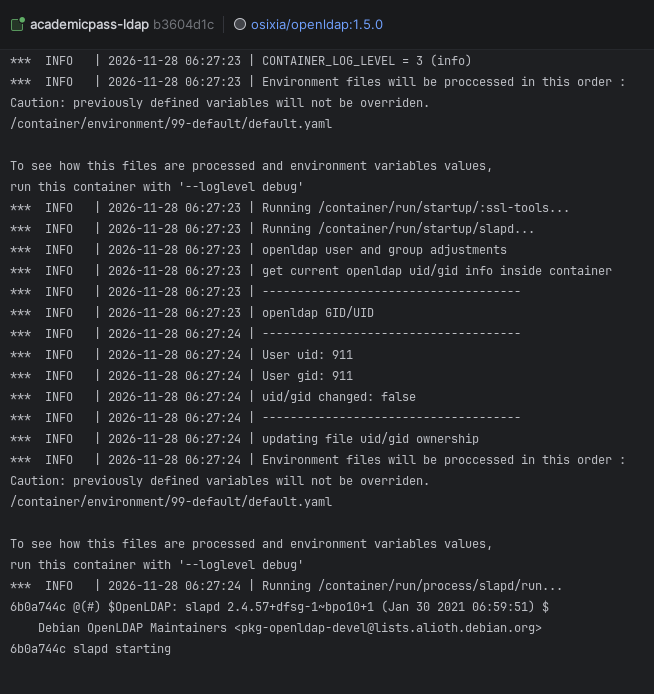 academicpass-ldap b3604d1c osixia/openldap:1.5.0
*** INFO | 2026-11-28 06:27:23 | CONTAINER_LOG_LEVEL = 3 (info)
*** INFO | 2026-11-28 06:27:23 | Environment files will be proccessed in this order :
Caution: previously defined variables will not be overriden.
/container/environment/99-default/default.yaml

To see how this files are processed and environment variables values,
run this container with '--loglevel debug'
*** INFO | 2026-11-28 06:27:23 | Running /container/run/startup/:ssl-tools...
*** INFO | 2026-11-28 06:27:23 | Running /container/run/startup/slapd...
*** INFO | 2026-11-28 06:27:23 | openldap user and group adjustments
*** INFO | 2026-11-28 06:27:23 | get current openldap uid/gid info inside container
*** INFO | 2026-11-28 06:27:23 | -------------------------------------
*** INFO | 2026-11-28 06:27:23 | openldap GID/UID
*** INFO | 2026-11-28 06:27:24 | -------------------------------------
*** INFO | 2026-11-28 06:27:24 | User uid: 911
*** INFO | 2026-11-28 06:27:24 | User gid: 911
*** INFO | 2026-11-28 06:27:24 | uid/gid changed: false
*** INFO | 2026-11-28 06:27:24 | -------------------------------------
*** INFO | 2026-11-28 06:27:24 | updating file uid/gid ownership
*** INFO | 2026-11-28 06:27:24 | Environment files will be proccessed in this order :
Caution: previously defined variables will not be overriden.
/container/environment/99-default/default.yaml

To see how this files are processed and environment variables values,
run this container with '--loglevel debug'
*** INFO | 2026-11-28 06:27:24 | Running /container/run/process/slapd/run...
6b0a744c @(#) $OpenLDAP: slapd 2.4.57+dfsg-1~bpo10+1 (Jan 30 2021 06:59:51) $
Debian OpenLDAP Maintainers <pkg-openldap-devel@lists.alioth.debian.org>
6b0a744c slapd starting